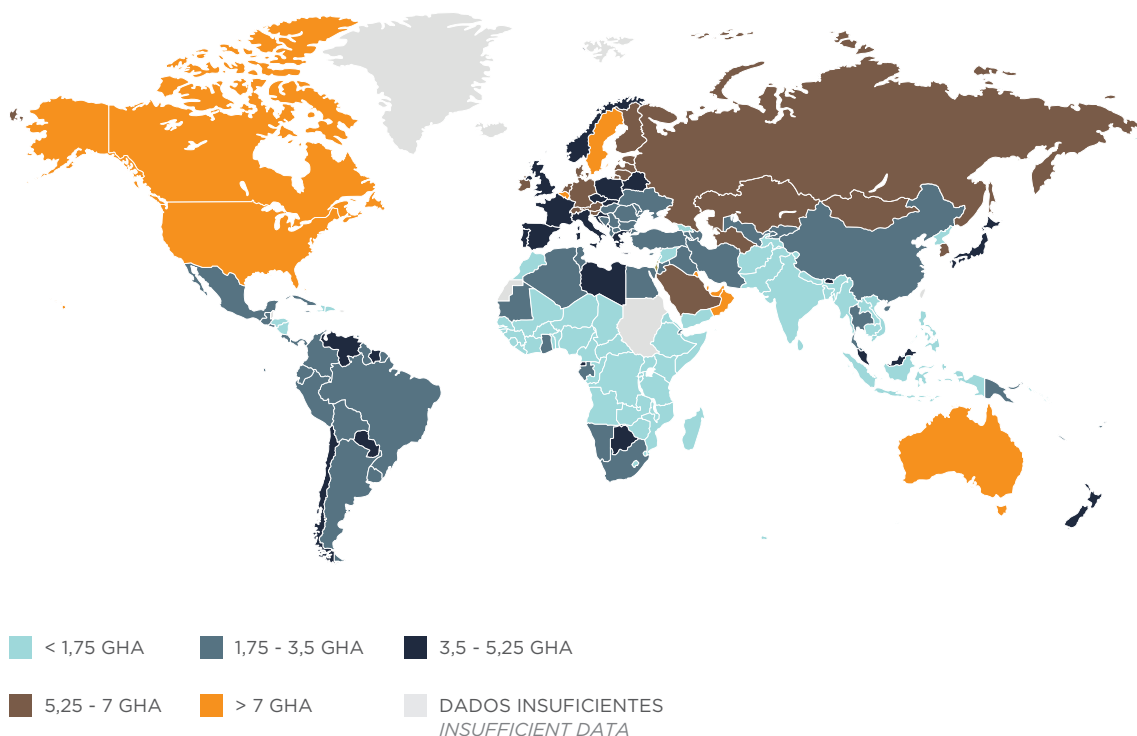 < 1,75 GHA
1,75 - 3,5 GHA
3,5 - 5,25 GHA
5,25 - 7 GHA
> 7 GHA
DADOS INSUFICIENTES
INSUFFICIENT DATA